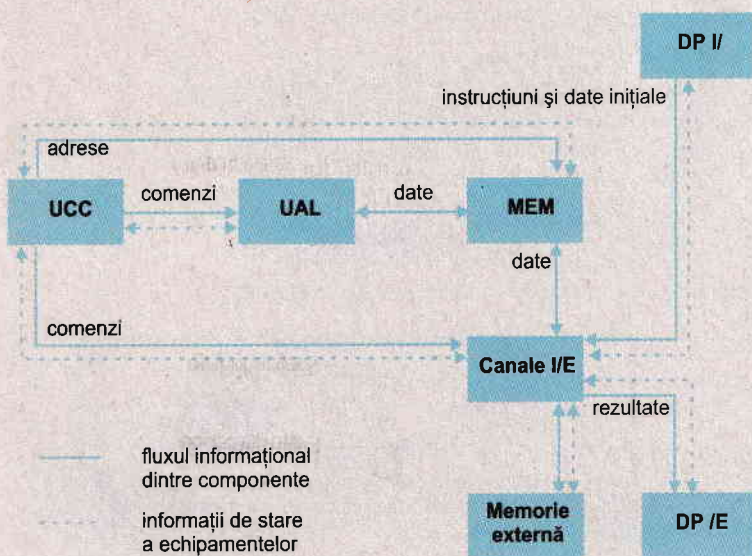 DP I/
instrucțiuni și date inițiale
adrese
comenzi
date
UCC
UAL
MEM
date
comenzi
Canale I/E
rezultate
fluxul informațional
dintre componente
informații de stare
a echipamentelor
Memorie
externă
DP /E